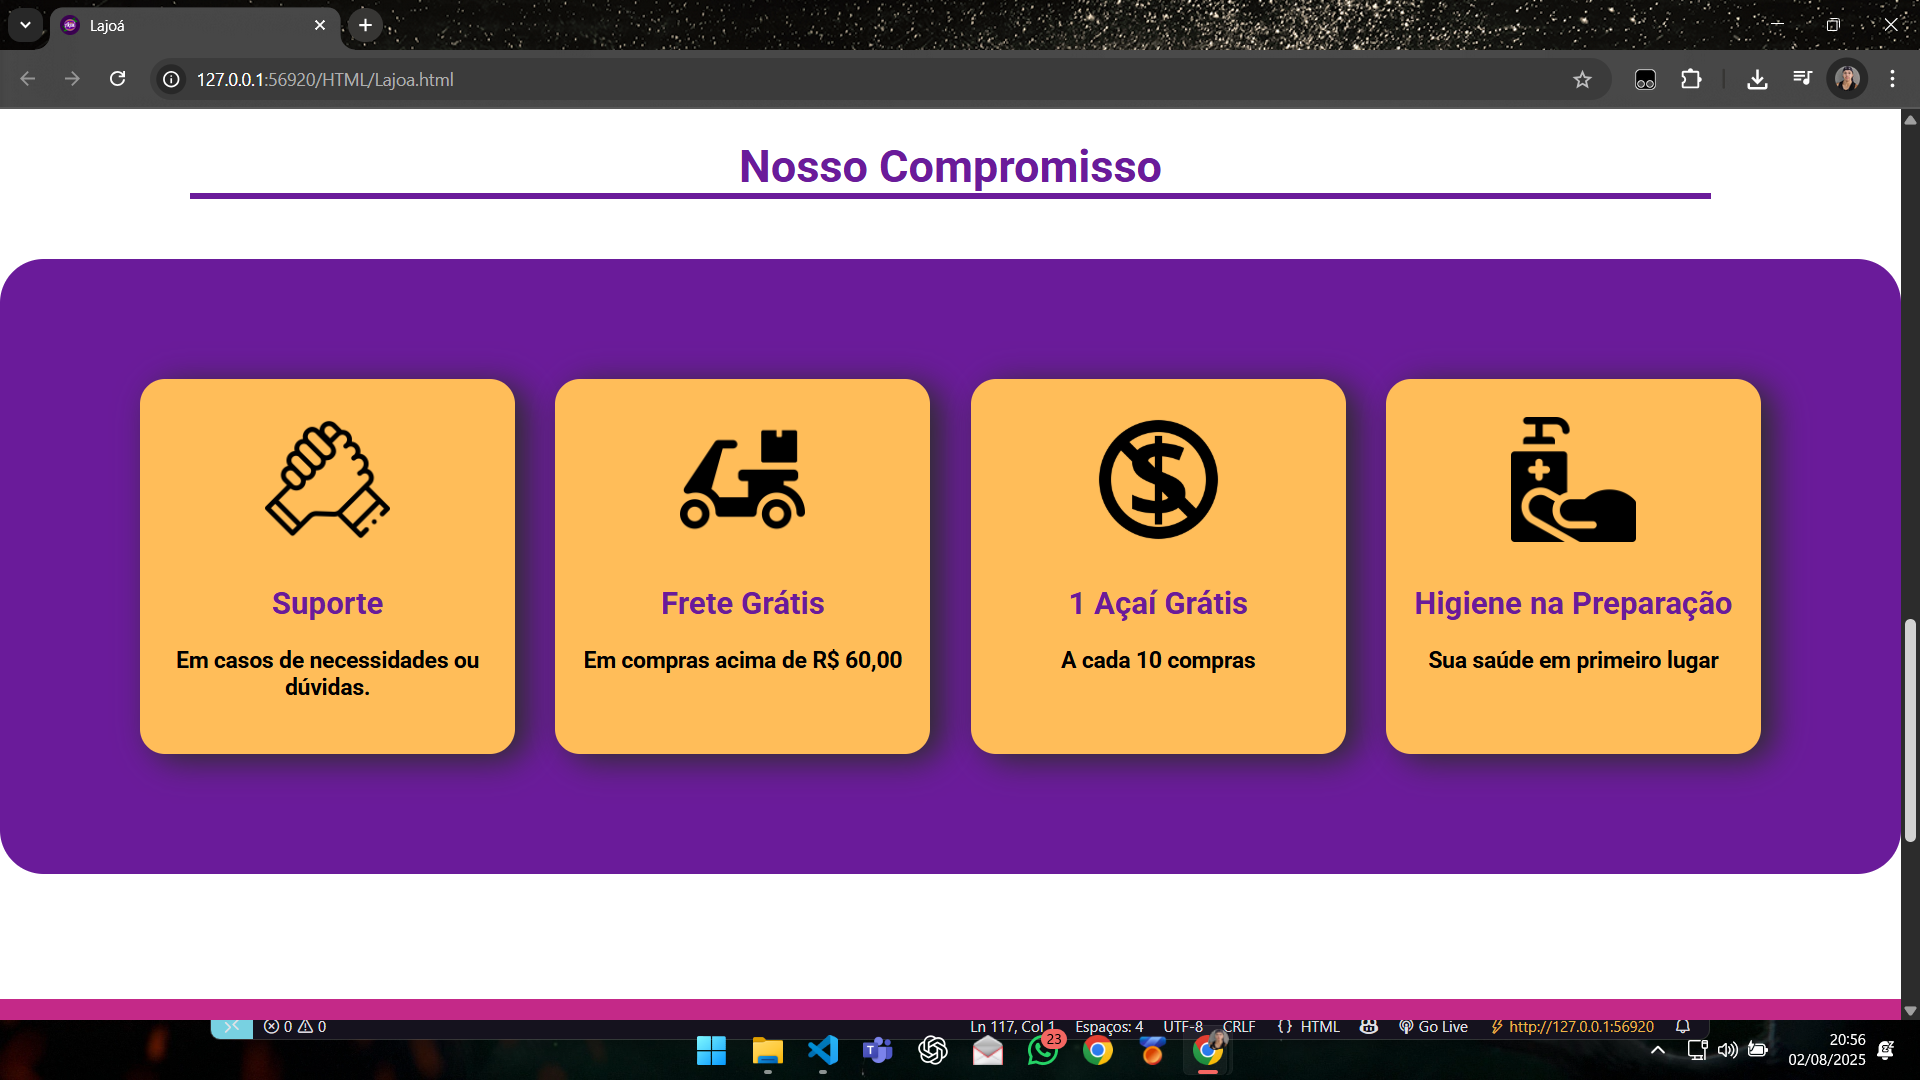 Lajoá
127.0.0.1:56920/HTML/Lajoa.html
Nosso Compromisso
Suporte
Em casos de necessidades ou
dúvidas.
Frete Grátis
Em compras acima de R$ 60,00
1 Açaí Grátis
A cada 10 compras
Higiene na Preparação
Sua saúde em primeiro lugar
0 0
Ln 117, Col 1 Espaços: 4 UTF-8 CRLF {} HTML Go Live http://127.0.0.1:56920
23
20:56
02/08/2025